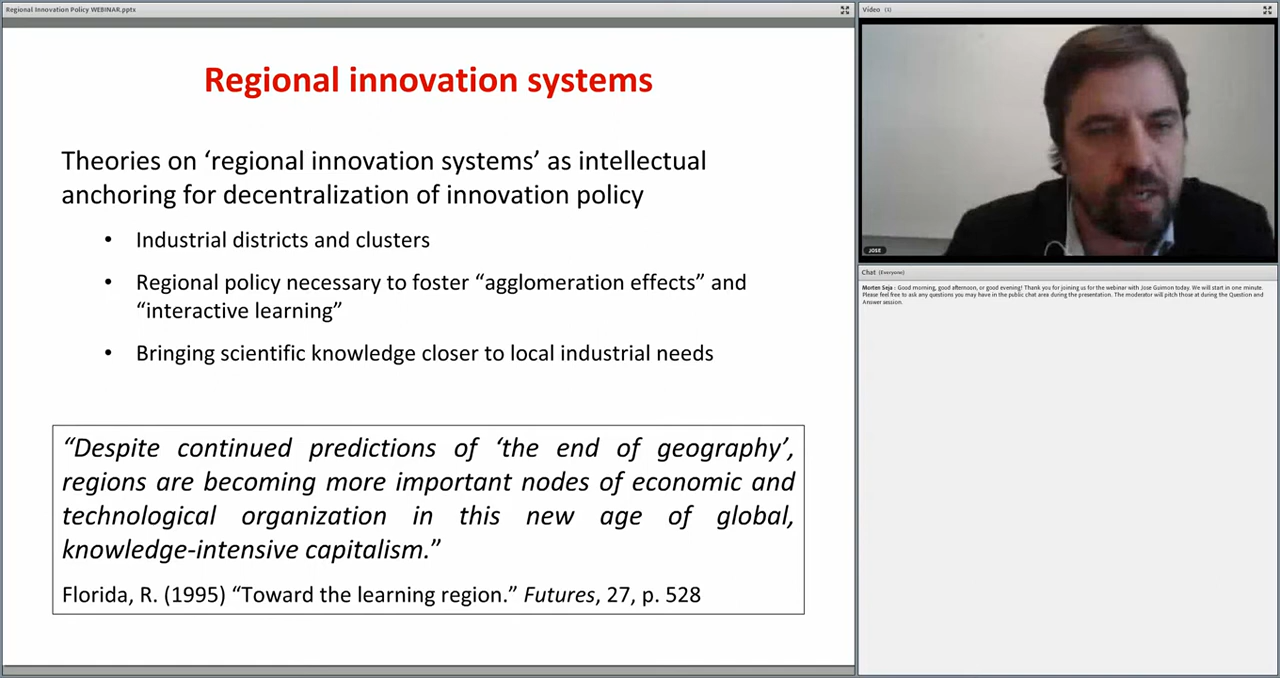 Regional Innovation Policy WEBINAR.pptx
Regional innovation systems
Theories on ‘regional innovation systems’ as intellectual
anchoring for decentralization of innovation policy
• Industrial districts and clusters
• Regional policy necessary to foster “agglomeration effects” and
“interactive learning”
• Bringing scientific knowledge closer to local industrial needs
“Despite continued predictions of ‘the end of geography’,
regions are becoming more important nodes of economic and
technological organization in this new age of global,
knowledge-intensive capitalism.”
Florida, R. (1995) “Toward the learning region.” Futures, 27, p. 528
Video (3)
JOSE
Chat (Everyone)
Morten Seja : Good morning, good afternoon, or good evening! Thank you for joining us for the webinar with Jose Guimon today. We will start in one minute.
Please feel free to ask any questions you may have in the public chat area during the presentation. The moderator will pitch those at during the Question and
Answer session.